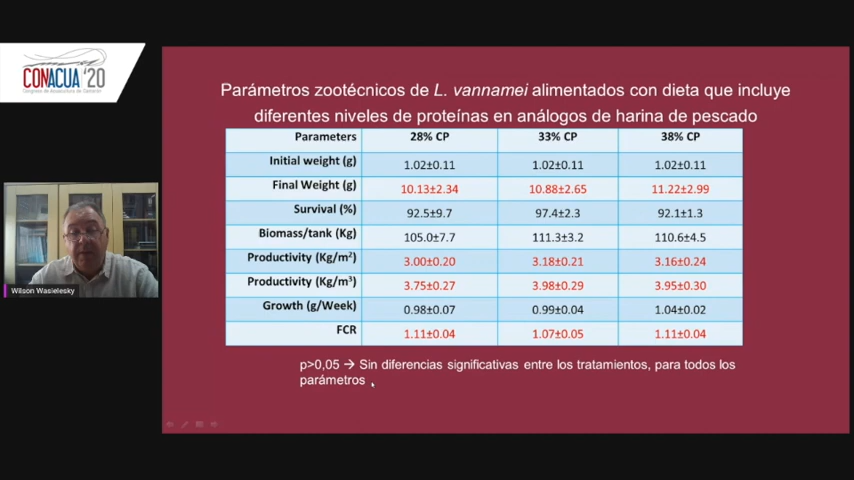 CONACUA '20
Parámetros zootécnicos de L. vannamei alimentados con dieta que incluye
diferentes niveles de proteínas en análogos de harina de pescado
Parameters 28% CP 33% CP 38% CP
Initial weight (g) 1.02±0.11 1.02±0.11 1.02±0.11
Final Weight (g) 10.13±2.34 10.88±2.65 11.22±2.99
Survival (%) 92.5±9.7 97.4±2.3 92.1±1.3
Biomass/tank (Kg) 105.0±7.7 111.3±3.2 110.6±4.5
Productivity (Kg/m²) 3.00±0.20 3.18±0.21 3.16±0.24
Productivity (Kg/m³) 3.75±0.27 3.98±0.29 3.95±0.30
Growth (g/Week) 0.98±0.07 0.99±0.04 1.04±0.02
FCR 1.11±0.04 1.07±0.05 1.11±0.04
p>0,05 → Sin diferencias significativas entre los tratamientos, para todos los
parámetros
Wilson Wasielesky